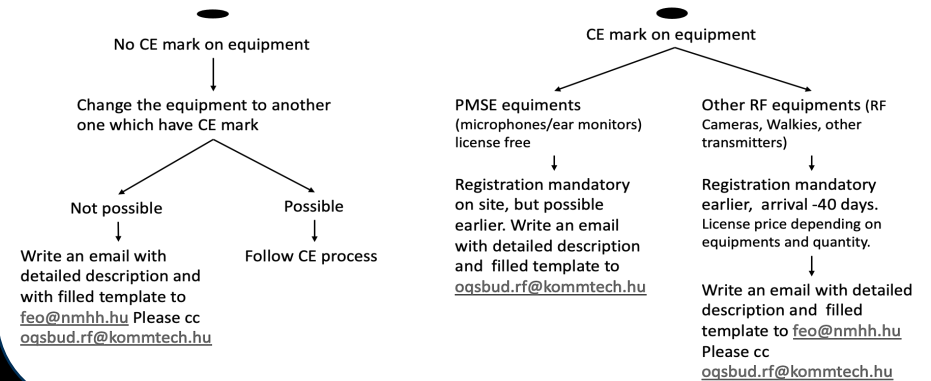 No CE mark on equipment
Change the equipment to another
one which have CE mark
Not possible
Write an email with
detailed description and
with filled template to
feo@nmhh.hu Please cc
oqsbud.rf@kommtech.hu
Possible
Follow CE process
CE mark on equipment
PMSE equiments
(microphones/ear monitors)
license free
Registration mandatory
on site, but possible
earlier. Write an email
with detailed description
and filled template to
oqsbud.rf@kommtech.hu
Other RF equipments (RF
Cameras, Walkies, other
transmitters)
Registration mandatory
earlier, arrival -40 days.
License price depending on
equipments and quantity.
Write an email with detailed
description and filled
template to feo@nmhh.hu
Please cc
oqsbud.rf@kommtech.hu